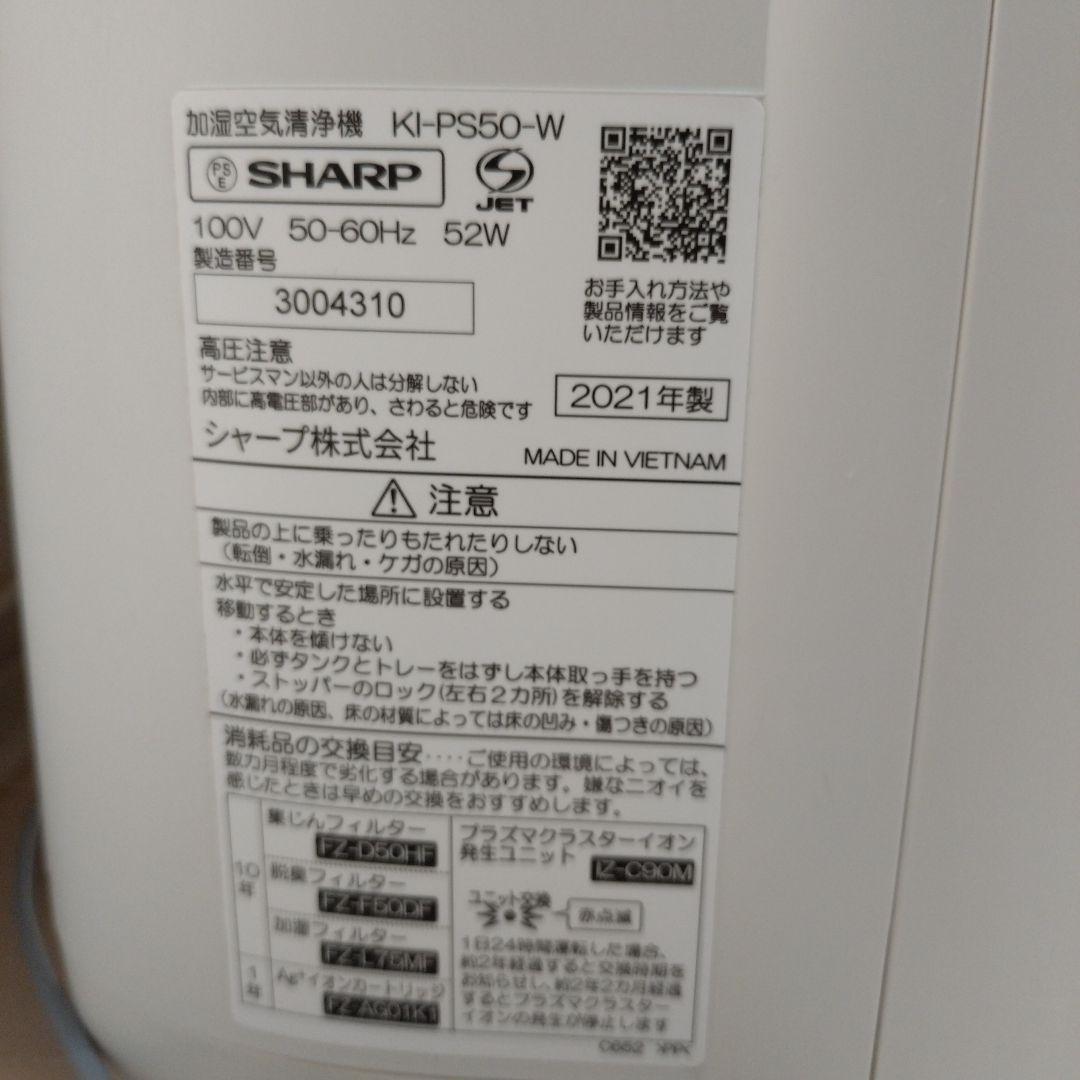 加湿空気清浄機 KI-PS50-W
PS
E
SHARP
JET
100V 50-60Hz 52W
製造番号
3004310
お手入れ方法や
製品情報をご覧
いただけます
高圧注意
サービスマン以外の人は分解しない
内部に高電圧部があり、さわると危険です
2021年製
シャープ株式会社
MADE IN VIETNAM
注意
製品の上に乗ったりもたれたりしない
（転倒・水漏れ・ケガの原因）
水平で安定した場所に設置する
移動するとき
・本体を傾けない
・必ずタンクとトレーをはずし本体取っ手を持つ
・ストッパーのロック(左右2カ所)を解除する
（水漏れの原因、床の材質によっては床の凹み・傷つきの原因）
消耗品の交換目安‥‥ご使用の環境によっては、
数カ月程度で劣化する場合があります。嫌なニオイを
感じたときは早めの交換をおすすめします。
10年
集じんフィルター
FZ-D50HF
脱臭フィルター
FZ-F50DF
加湿フィルター
FZ-L75MF
1年
Ag+イオンカートリッジ
FZ-AG01K1
プラズマクラスターイオン
発生ユニット
IZ-C90M
ユニット交換
赤点滅
1日24時間運転した場合、
約2年経過すると交換時期を
お知らせし、約2年2カ月経過
するとプラズマクラスター
イオンの発生が停止します